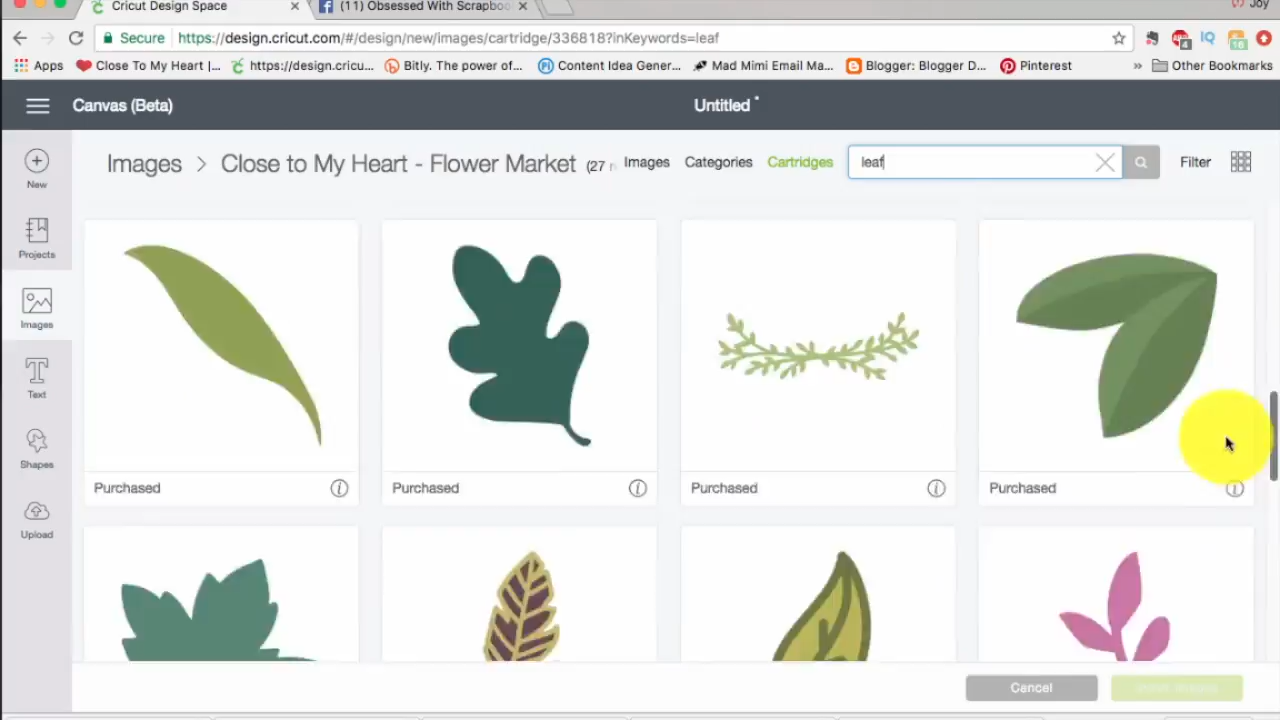 Cricut Design Space
(11) Obsessed With Scrapbo
Joy
Secure https://design.cricut.com/#/design/new/images/cartridge/336818?inKeywords=leaf
Apps Close To My Heart |... https://design.cricu... Bitly. The power of... Content Idea Gener... Mad Mimi Email Ma... Blogger: Blogger D... Pinterest » Other Bookmarks
Canvas (Beta)
Untitled *
New
Projects
Images
Text
Shapes
Upload
Images > Close to My Heart - Flower Market (27 r
Images Categories Cartridges leaf Filter
Purchased
Purchased
Purchased
Purchased
Cancel